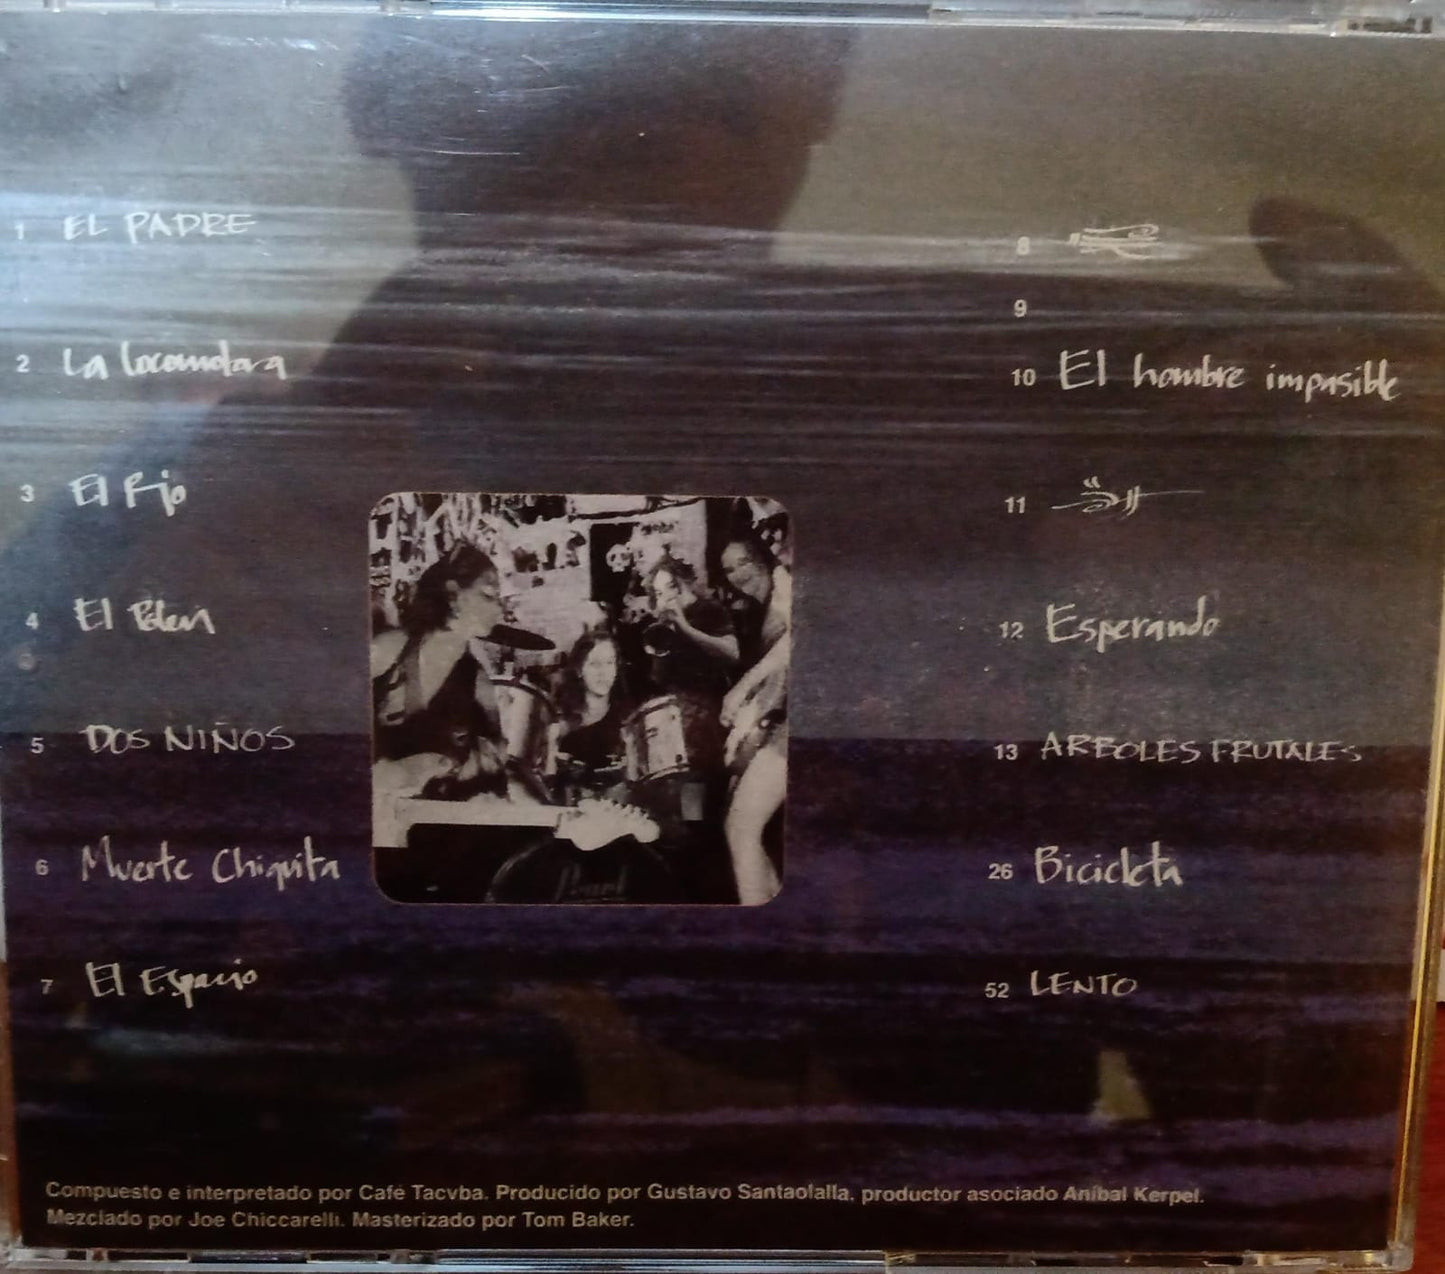 1 EL PADRE
2 La locomotora
3 El Río
4 El Polen
5 DOS NIÑOS
6 Muerte Chiquita
7 El Espacio
8
9
10 El hombre impasible
11
12 Esperando
13 ARBOLES FRUTALES
26 Bicicleta
52 LENTO
Pearl
Compuesto e interpretado por Café Tacvba. Producido por Gustavo Santaolalla, productor asociado Aníbal Kerpel.
Mezclado por Joe Chiccarelli. Masterizado por Tom Baker.